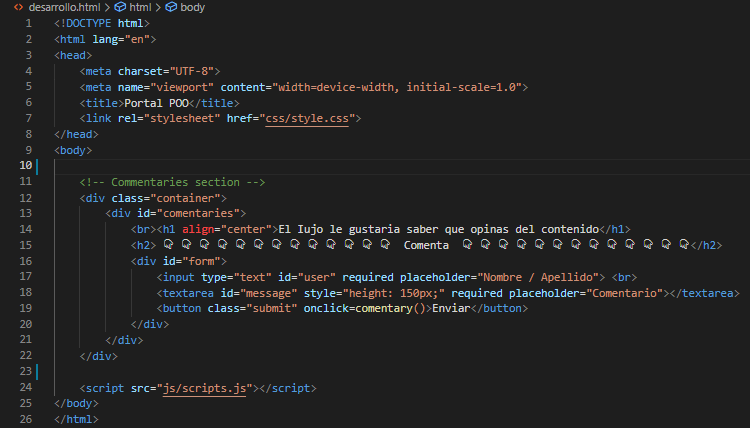 desarrollo.html > html > body
1 <!DOCTYPE html>
2 <html lang="en">
3 <head>
4 <meta charset="UTF-8">
5 <meta name="viewport" content="width=device-width, initial-scale=1.0">
6 <title>Portal POO</title>
7 <link rel="stylesheet" href="css/style.css">
8 </head>
9 <body>
10
11 <!-- Commentaries section -->
12 <div class="container">
13 <div id="comentaries">
14 <br><h1 align="center">El Iujo le gustaria saber que opinas del contenido</h1>
15 <h2> 👇 👇 👇 👇 👇 👇 👇 👇 👇 👇 👇 👇 👇 Comenta 👇 👇 👇 👇 👇 👇 👇 👇 👇 👇 👇 👇 👇</h2>
16 <div id="form">
17 <input type="text" id="user" required placeholder="Nombre / Apellido"> <br>
18 <textarea id="message" style="height: 150px;" required placeholder="Comentario"></textarea>
19 <button class="submit" onclick=comentary()>Enviar</button>
20 </div>
21 </div>
22 </div>
23
24 <script src="js/scripts.js"></script>
25 </body>
26 </html>